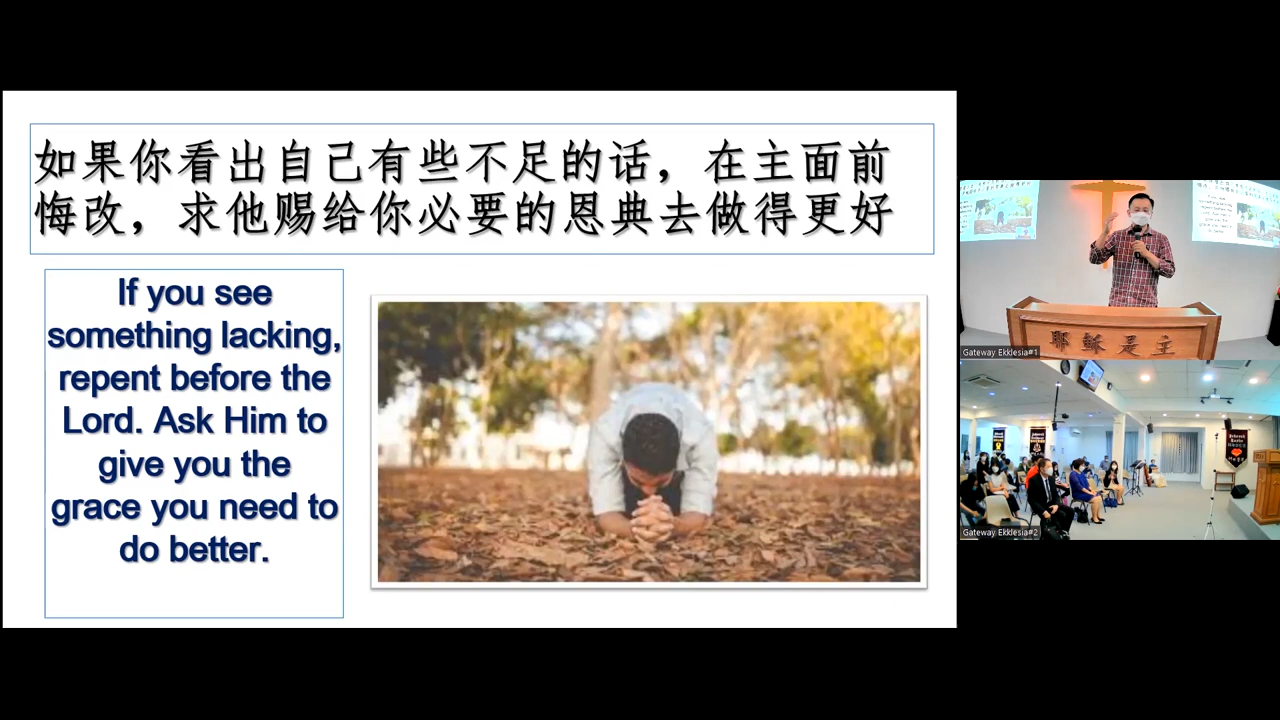 如果你看出自己有些不足的话，在主面前
悔改，求他赐给你必要的恩典去做得更好
If you see
something lacking,
repent before the
Lord. Ask Him to
give you the
grace you need to
do better.
耶穌是主
Gateway Ekklesia#1
Gateway Ekklesia#2